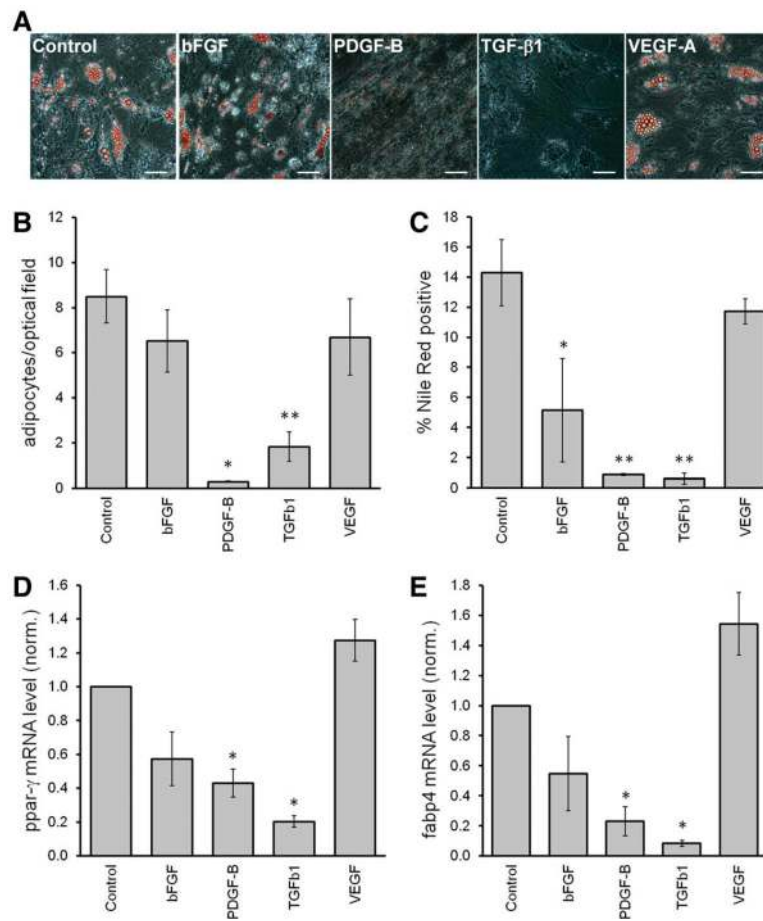 A
Control
bFGF
PDGF-B
TGF-β1
VEGF-A
B
adipocytes/optical field
12
10
8
6
4
2
0
*
**
Control
bFGF
PDGF-B
TGFb1
VEGF
C
% Nile Red positive
18
16
14
12
10
8
6
4
2
0
*
**
**
Control
bFGF
PDGF-B
TGFb1
VEGF
D
ppar-γ mRNA level (norm.)
1.6
1.4
1.2
1.0
0.8
0.6
0.4
0.2
0.0
*
*
Control
bFGF
PDGF-B
TGFb1
VEGF
E
fabp4 mRNA level (norm.)
1.8
1.6
1.4
1.2
1.0
0.8
0.6
0.4
0.2
0.0
*
*
Control
bFGF
PDGF-B
TGFb1
VEGF